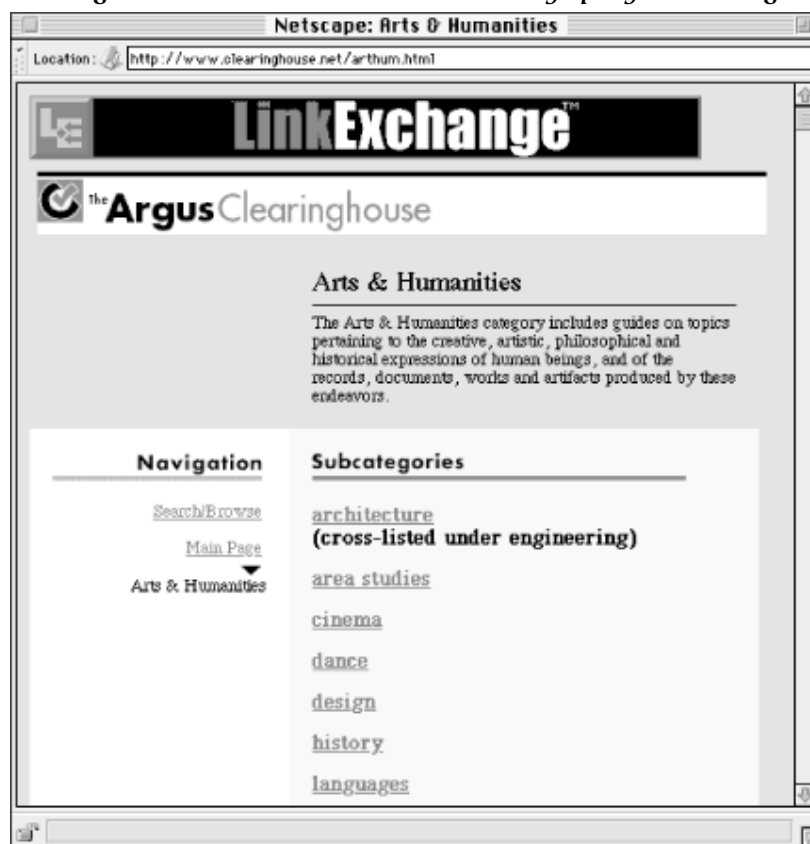 Netscape: Arts & Humanities
Location: http://www.clearinghouse.net/arthum.html
LE LinkExchange™
The Argus Clearinghouse
Arts & Humanities
The Arts & Humanities category includes guides on topics
pertaining to the creative, artistic, philosophical and
historical expressions of human beings, and of the
records, documents, works and artifacts produced by these
endeavors.
Navigation
Search/Browse
Main Page
Arts & Humanities
Subcategories
architecture
(cross-listed under engineering)
area studies
cinema
dance
design
history
languages